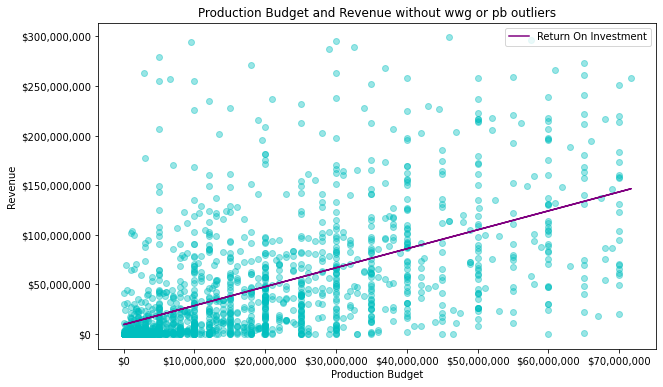 Production Budget and Revenue without wwg or pb outliers
Return On Investment
$300,000,000
$250,000,000
$200,000,000
$150,000,000
$100,000,000
$50,000,000
$0
Revenue
$0 $10,000,000 $20,000,000 $30,000,000 $40,000,000 $50,000,000 $60,000,000 $70,000,000
Production Budget